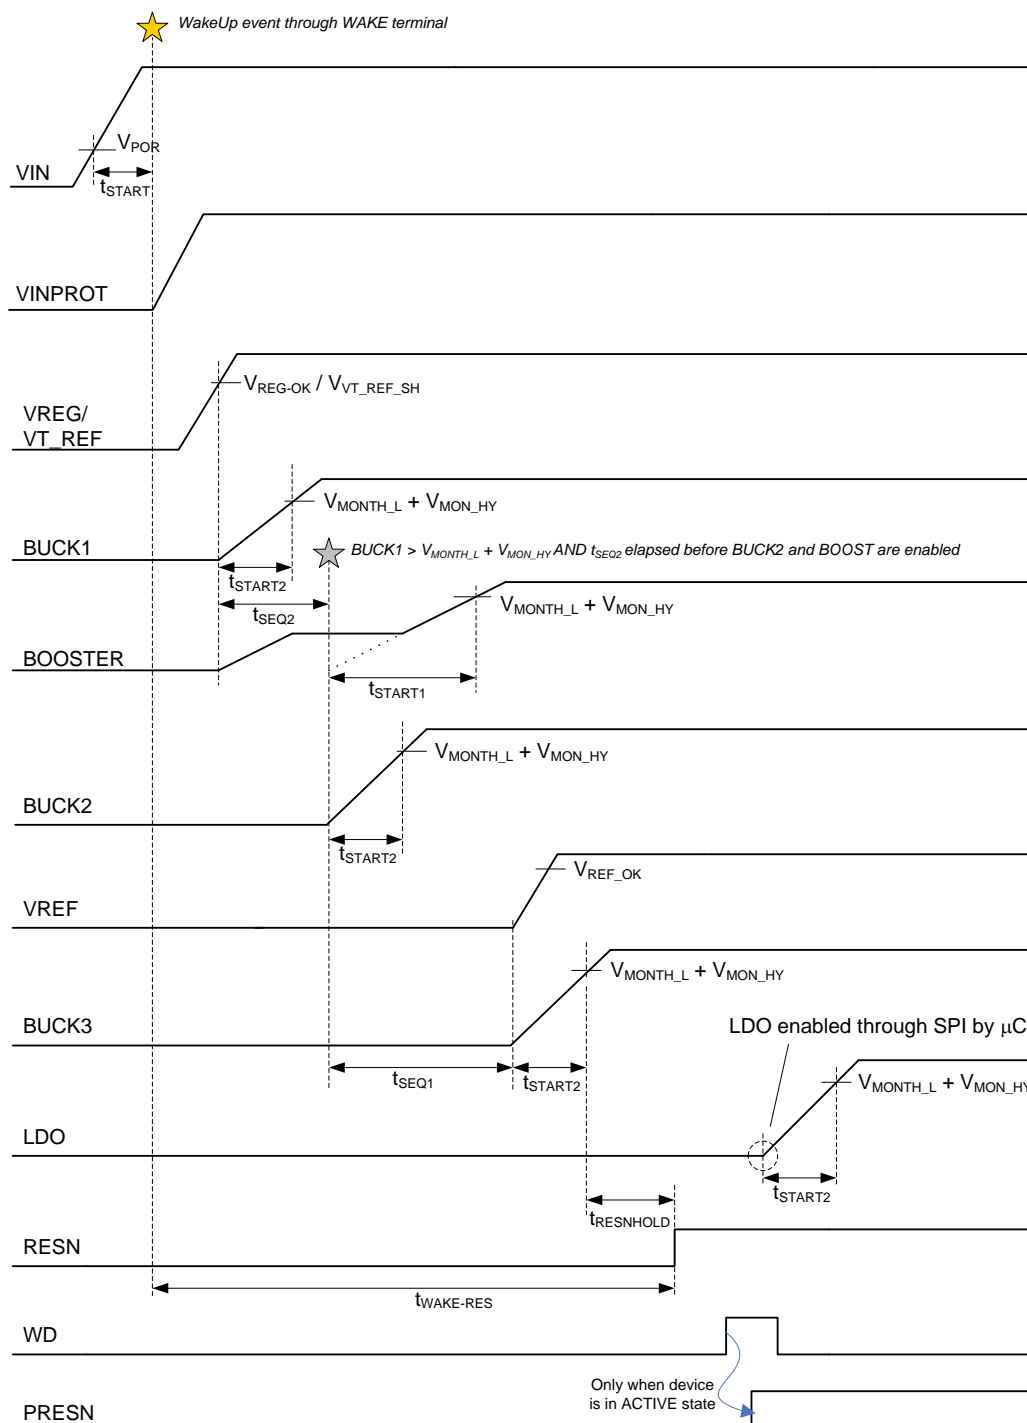 WakeUp event through WAKE terminal
VPOR
VIN
tSTART
VINPROT
VREG-OK / VVT_REF_SH
VREG/
VT_REF
VMONTH_L + VMON_HY
BUCK1
BUCK1 > VMONTH_L + VMON_HY AND tSEQ2 elapsed before BUCK2 and BOOST are enabled
tSTART2
VMONTH_L + VMON_HY
tSEQ2
BOOSTER
tSTART1
VMONTH_L + VMON_HY
BUCK2
tSTART2
VREF_OK
VREF
VMONTH_L + VMON_HY
BUCK3
LDO enabled through SPI by μC
tSEQ1
tSTART2
VMONTH_L + VMON_HY
LDO
tSTART2
tRESNHOLD
RESN
tWAKE-RES
WD
Only when device
is in ACTIVE state
PRESN